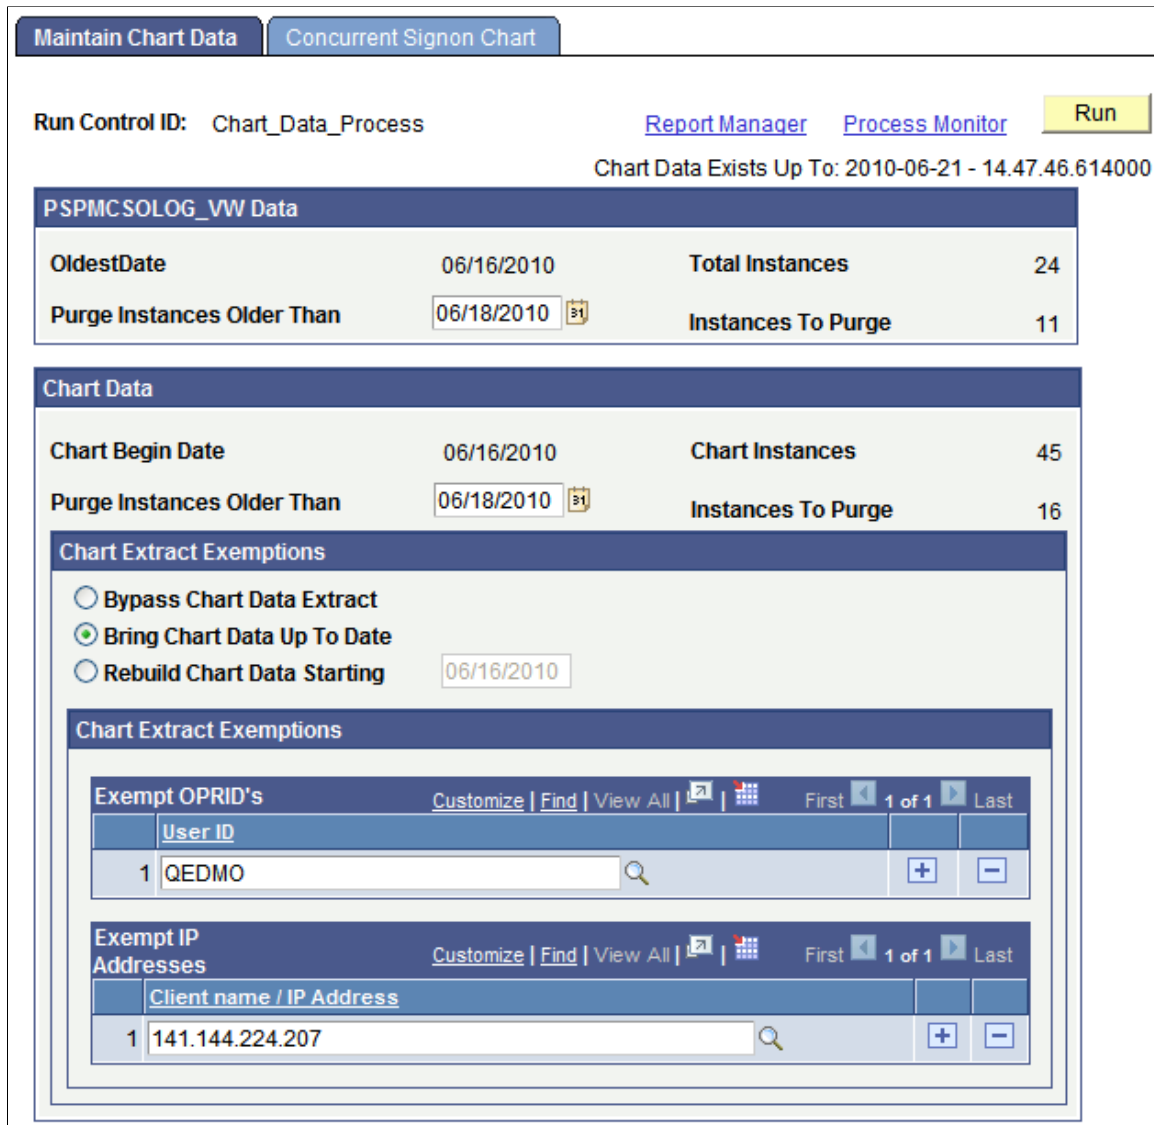 Maintain Chart Data Concurrent Signon Chart
Run Control ID: Chart_Data_Process Report Manager Process Monitor Run
Chart Data Exists Up To: 2010-06-21 - 14.47.46.614000
PSPMCSOLOG_VW Data
OldestDate 06/16/2010 Total Instances 24
Purge Instances Older Than 06/18/2010 31 Instances To Purge 11
Chart Data
Chart Begin Date 06/16/2010 Chart Instances 45
Purge Instances Older Than 06/18/2010 31 Instances To Purge 16
Chart Extract Exemptions
Bypass Chart Data Extract
Bring Chart Data Up To Date
Rebuild Chart Data Starting 06/16/2010
Chart Extract Exemptions
Exempt OPRID's Customize | Find | View All | | First 1 of 1 Last
User ID
1 QEDMO
Exempt IP
Addresses Customize | Find | View All | | First 1 of 1 Last
Client name / IP Address
1 141.144.224.207